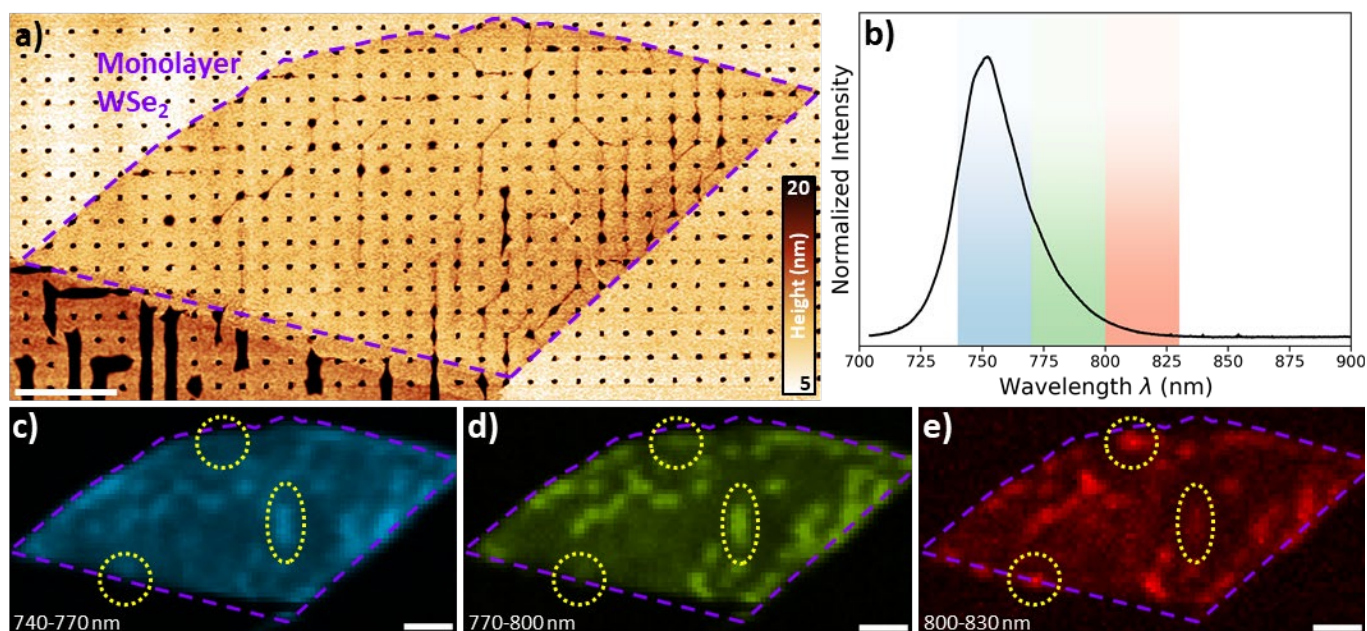 a)
Monolayer
WSe₂
20
Height (nm)
5
b)
Normalized Intensity
700 725 750 775 800 825 850 875 900
Wavelength λ (nm)
c)
740-770 nm
d)
770-800 nm
e)
800-830 nm